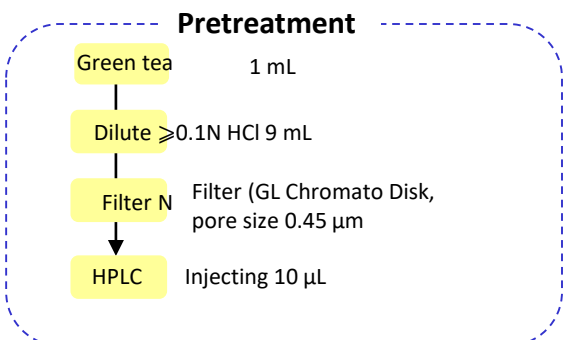 Pretreatment
Green tea 1 mL
Dilute ⩾0.1N HCl 9 mL
Filter N Filter (GL Chromato Disk,
pore size 0.45 µm
HPLC Injecting 10 µL